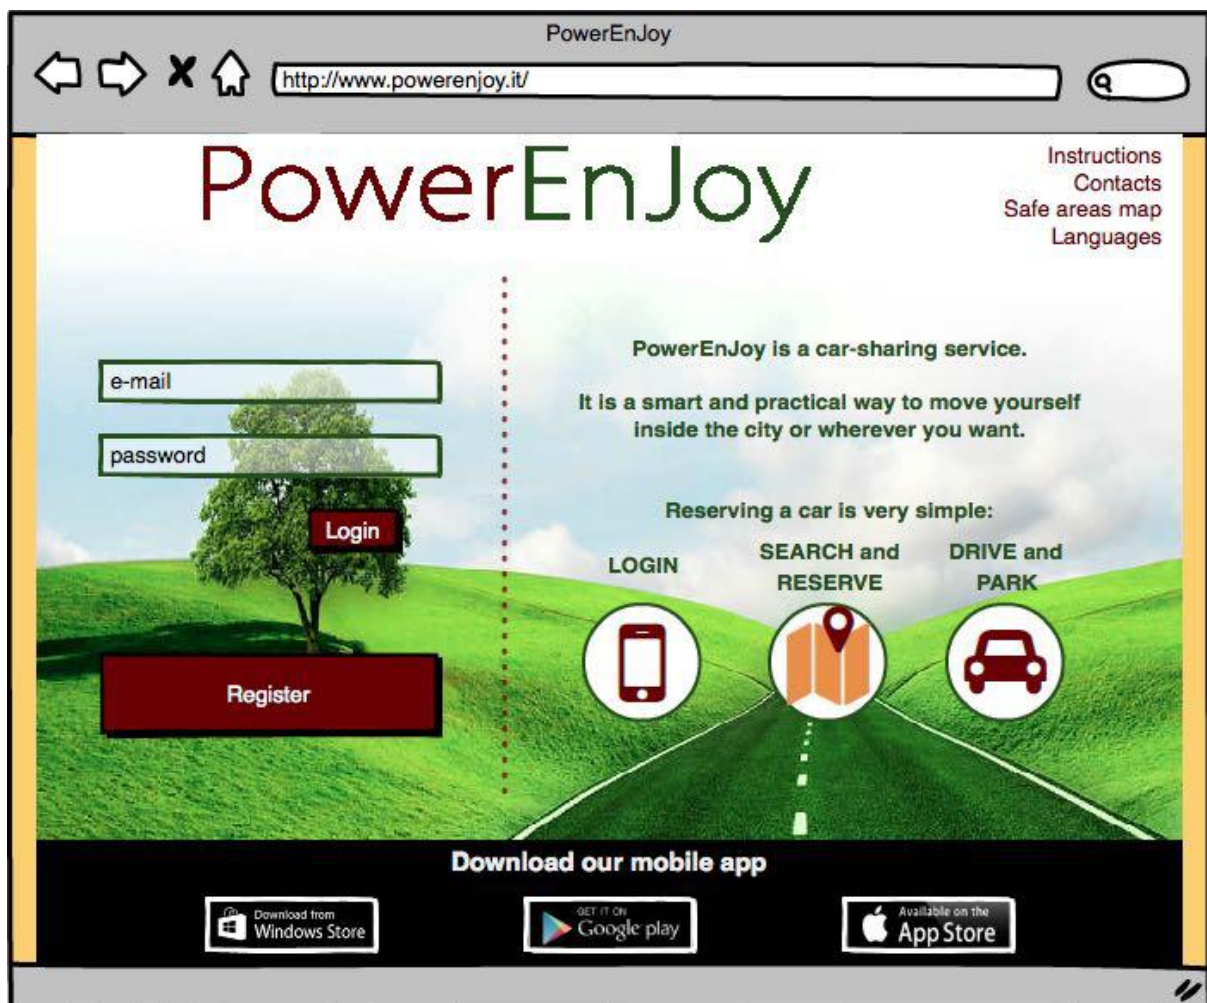 PowerEnJoy
http://www.powerenjoy.it/
PowerEnJoy
Instructions
Contacts
Safe areas map
Languages
e-mail
password
Login
Register
PowerEnJoy is a car-sharing service.
It is a smart and practical way to move yourself
inside the city or wherever you want.
Reserving a car is very simple:
LOGIN
SEARCH and
RESERVE
DRIVE and
PARK
Download our mobile app
Download from
Windows Store
GET IT ON
Google play
Available on the
App Store